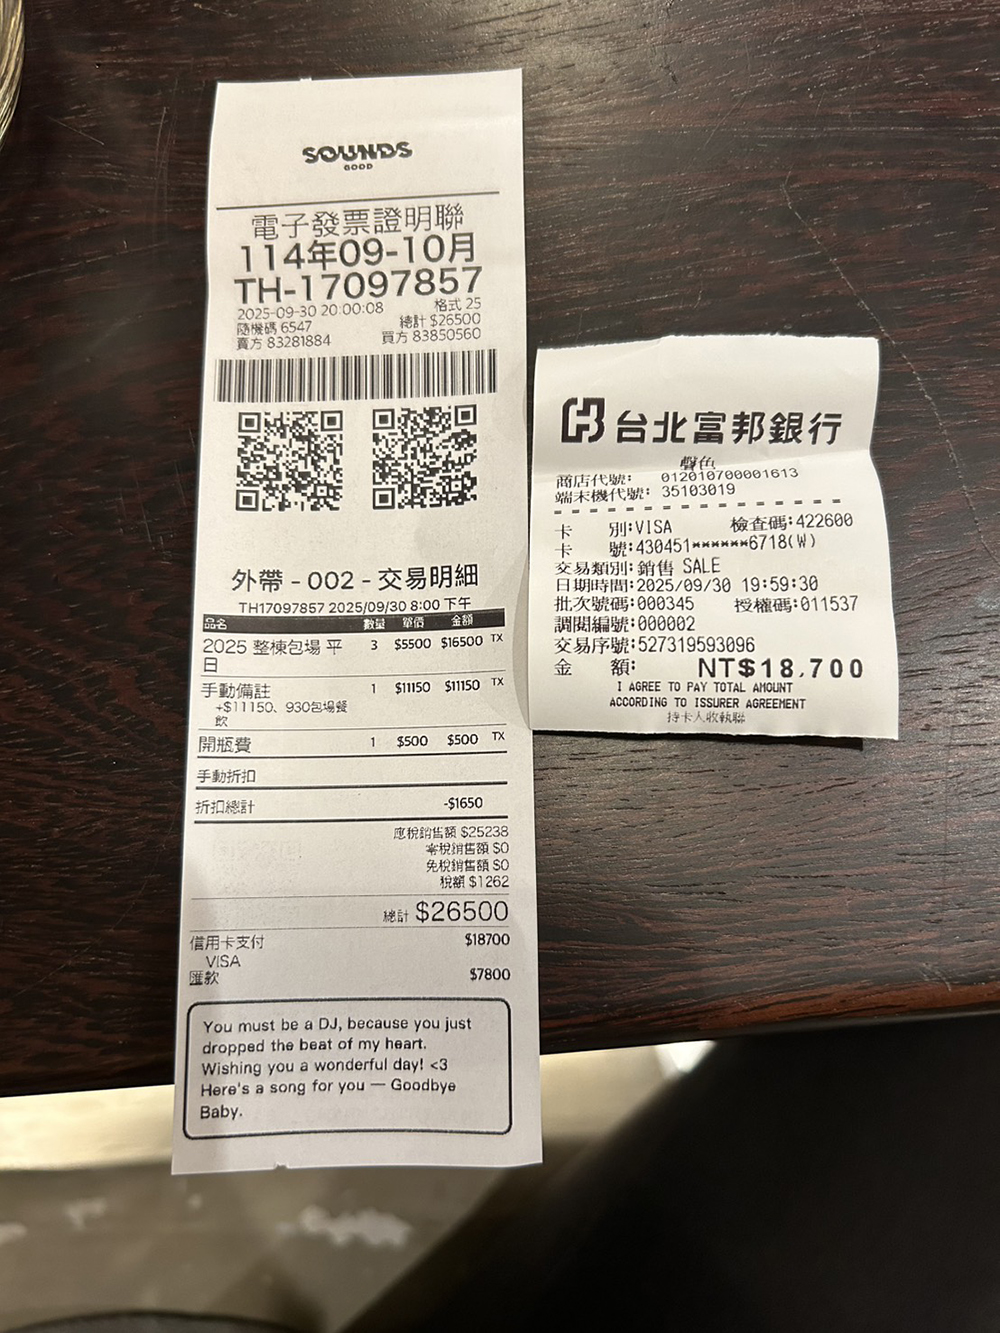 SOUNDS
GOOD
電子發票證明聯
114年09-10月
TH-17097857
2025-09-30 20:00:08 格式 25
隨機碼 6547 總計 $26500
賣方 83281884 買方 83850560
外帶 - 002 - 交易明細
TH17097857 2025/09/30 8:00 下午
品名 數量 單價 金額
2025 整棟包場 平日 3 $5500 $16500 TX
手動備註 1 $11150 $11150 TX
+$11150、930包場餐
飲
開瓶費 1 $500 $500 TX
手動折扣
折扣總計 -$1650
應稅銷售額 $25238
零稅銷售額 $0
免稅銷售額 $0
稅額 $1262
總計 $26500
信用卡支付 $18700
VISA
匯款 $7800
You must be a DJ, because you just
dropped the beat of my heart.
Wishing you a wonderful day! <3
Here's a song for you — Goodbye
Baby.
台北富邦銀行
聲色
商店代號: 012010700001613
端末機代號: 35103019
卡 別:VISA 檢查碼:422600
卡 號:430451******6718(W)
交易類別:銷售 SALE
日期時間:2025/09/30 19:59:30
批次號碼:000345 授權碼:011537
調閱編號:000002
交易序號:527319593096
金 額: NT$18,700
I AGREE TO PAY TOTAL AMOUNT
ACCORDING TO ISSUER AGREEMENT
持卡人收執聯